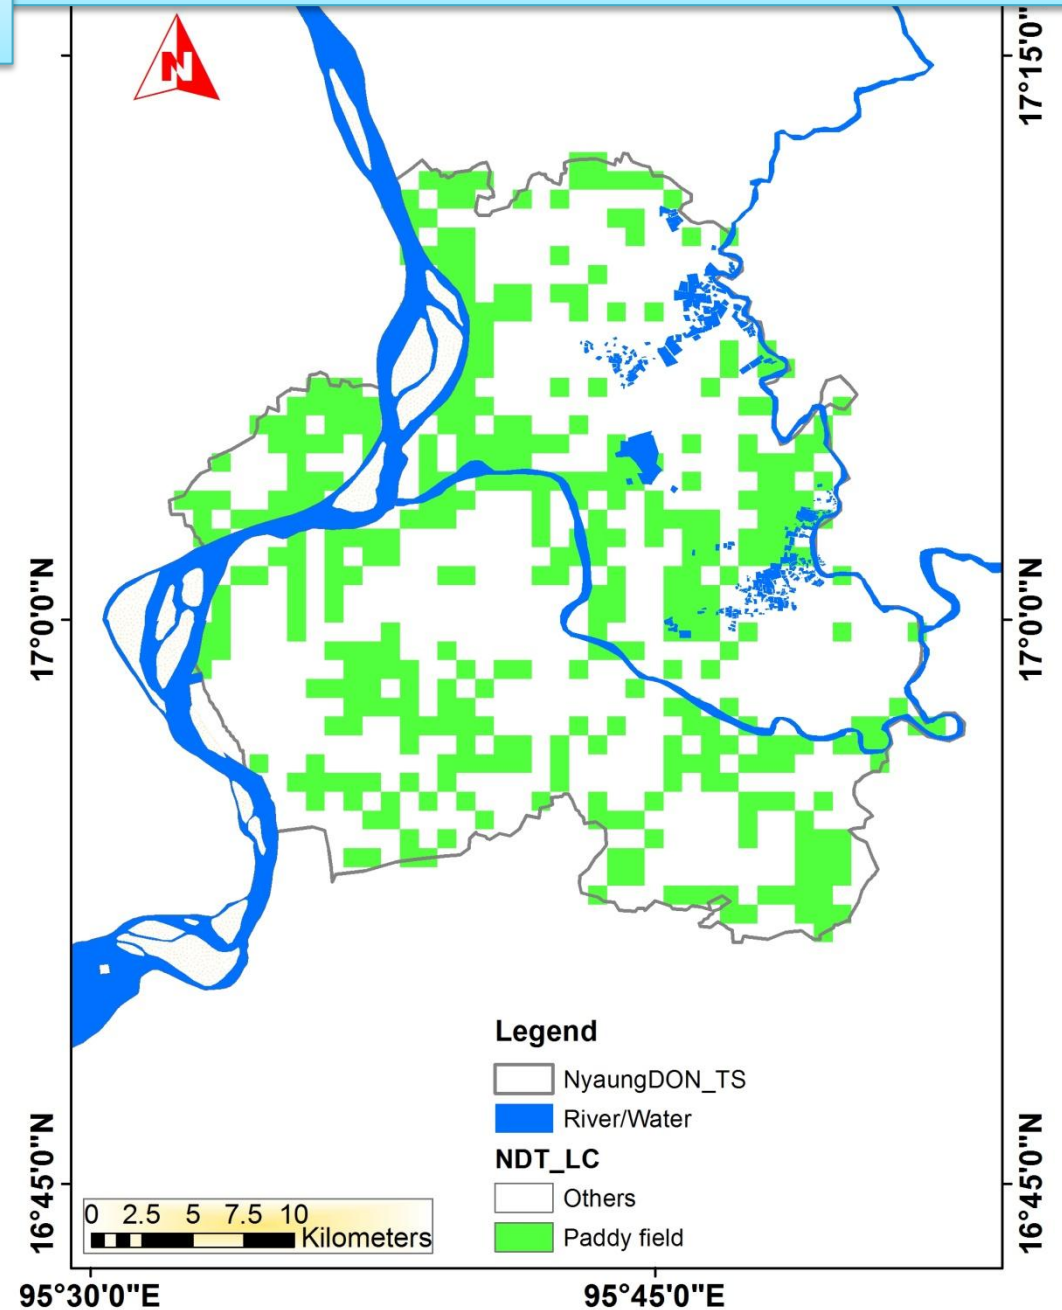 N
17°15'0"
17°0'0"N
17°0'0"N
Legend
NyaungDON_TS
River/Water
NDT_LC
Others
Paddy field
16°45'0"N
16°45'0"N
0 2.5 5 7.5 10
Kilometers
95°30'0"E
95°45'0"E